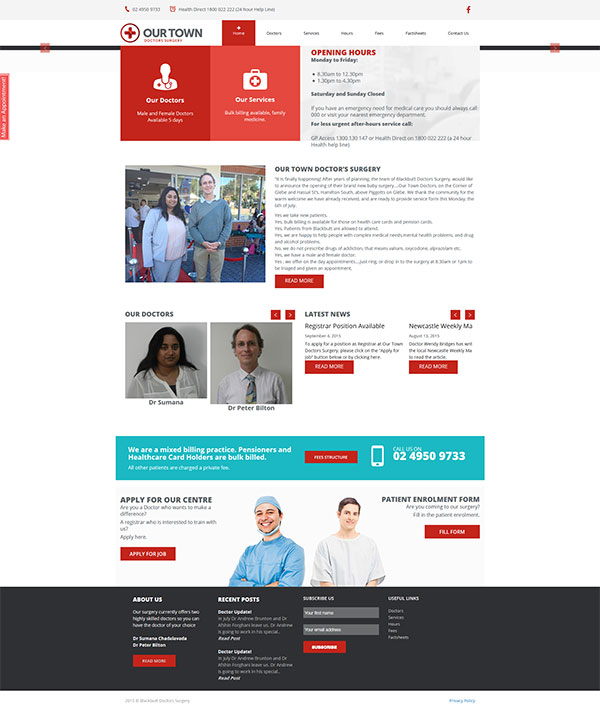 02 4950 9733 Health Direct 1800 022 222 (24 hour Help Line)
OUR TOWN
DOCTORS SURGERY
Home Doctors Services Hours Fees Factsheets Contact Us
Make an Appointment!
Our Doctors
Male and Female Doctors
Available 5 days
Our Services
Bulk billing available, family
medicine.
OPENING HOURS
Monday to Friday:
8.30am to 12.30pm
1.30pm to 4.30pm
Saturday and Sunday Closed
If you have an emergency need for medical care you should always call
000 or visit your nearest emergency department.
For less urgent after-hours service call:
GP Access 1300 130 147 or Health Direct on 1800 022 222 (a 24 hour
Health help line)
OUR TOWN DOCTOR'S SURGERY
"It is finally happening! After years of planning, the team of Blackbutt Doctors Surgery, would
like to announce the opening of their brand new baby surgery....Our Town Doctors, on the Corner of
Glebe and Hassall St's, Hamilton South, above Piggotts on Glebe. We thank the community for the
warm welcome we have already received, and are ready to provide service form this Monday, the
6th of July.
Yes we take new patients.
Yes, bulk billing is available for those on health care cards and pension cards.
Yes, Patients from Blackbutt are allowed to attend.
Yes, we are happy to help people with complex medical needs,mental health problems, and drug
and alcohol problems.
No, we do not prescribe drugs of addiction, that means valium, oxycodone, alprazolam etc.
Yes, we have a male and female doctor.
Yes , we offer on the day appointments....just ring, or drop in to the surgery at 8.30am or 1pm to
be triaged and given an appointment.
READ MORE
OUR DOCTORS
Dr Sumana
Dr Peter Bilton
LATEST NEWS
Registrar Position Available
September 4, 2015
To apply for a position as Registrar at Our Town
Doctors Surgery, please click on the "Apply for
Job" button below or by clicking here.
READ MORE
Newcastle Weekly Ma
August 13, 2015
Doctor Wendy Bridges has writ
the local Newcastle Weekly Ma
to read the article.
READ MORE
We are a mixed billing practice. Pensioners and
Healthcare Card Holders are bulk billed.
All other patients are charged a private fee.
FEES STRUCTURE
CALL US ON
02 4950 9733
APPLY FOR OUR CENTRE
Are you a Doctor who wants to make a
difference?
A registrar who is interested to train with
us?
Apply here.
APPLY FOR JOB
PATIENT ENROLMENT FORM
Are you coming to our surgery?
Fill in the patient enrolment.
FILL FORM
ABOUT US
Our surgery currently offers two
highly skilled doctors so you can
have the doctor of your choice
Dr Sumana Chedalavada
Dr Peter Bilton
READ MORE
RECENT POSTS
Doctor Update!
In July Dr Andrew Brunton and Dr
Afshin Forghani leave us. Dr Andrew
is going to work in his special..
Read Post
Doctor Update!
In July Dr Andrew Brunton and Dr
Afshin Forghani leave us. Dr Andrew
is going to work in his special..
Read Post
SUBSCRIBE US
Your first name
Your email address
SUBSCRIBE
USEFUL LINKS
Doctors
Services
Hours
Fees
Factsheets
2015 © Blackbutt Doctors Surgery
Privacy Policy